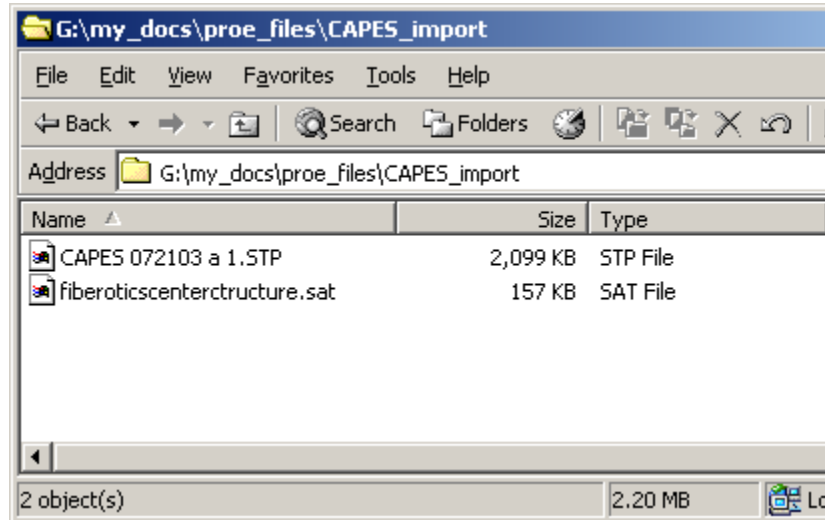 G:\my_docs\proe_files\CAPES_import
File Edit View Favorites Tools Help
Back Search Folders
Address G:\my_docs\proe_files\CAPES_import
Name Size Type
CAPES 072103 a 1.STP 2,099 KB STP File
fiberoticscenterctructure.sat 157 KB SAT File
2 object(s) 2.20 MB Lo